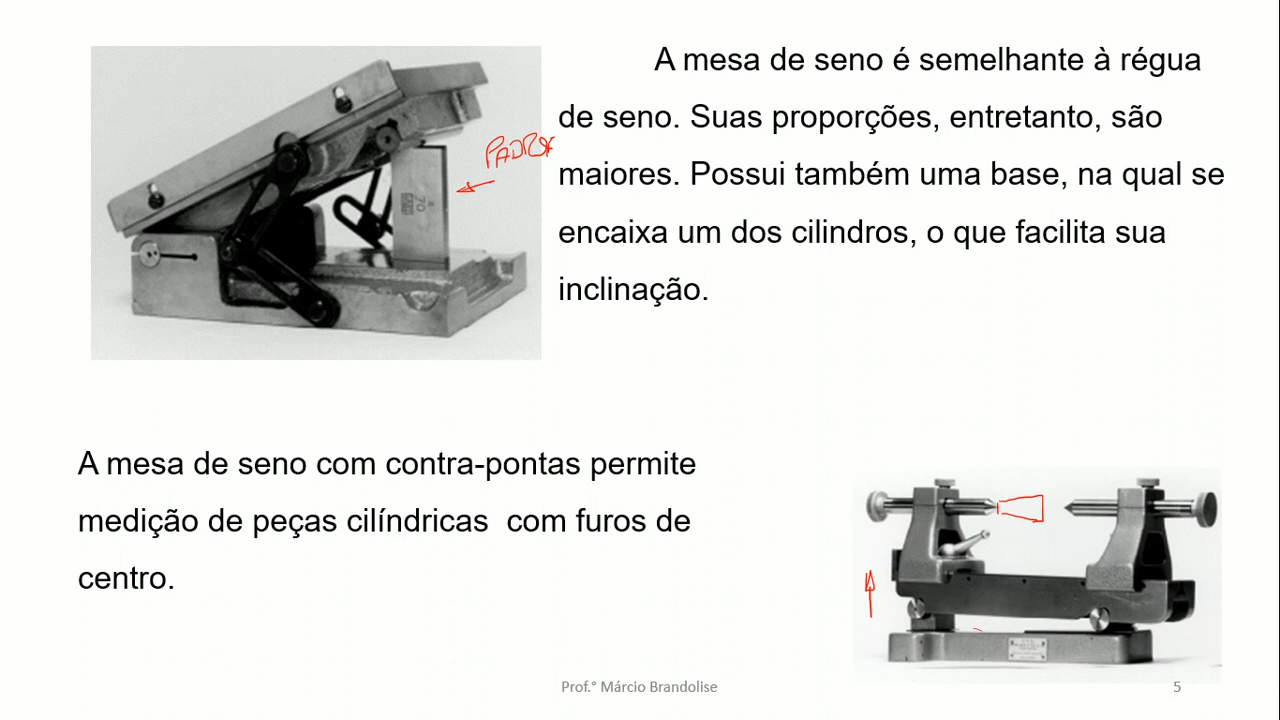 A mesa de seno é semelhante à régua
de seno. Suas proporções, entretanto, são
maiores. Possui também uma base, na qual se
encaixa um dos cilindros, o que facilita sua
inclinação.
70
A mesa de seno com contra-pontas permite
medição de peças cilíndricas com furos de
centro.
Prof.° Márcio Brandolise
5